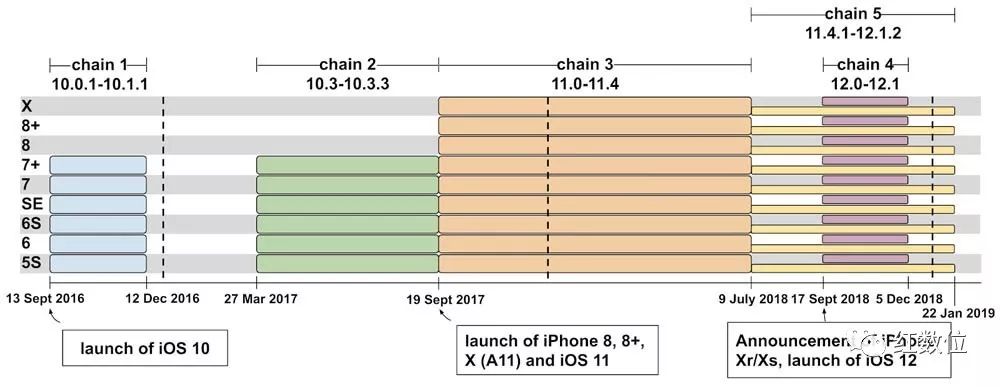 chain 5
11.4.1-12.1.2
chain 1
chain 2
chain 3
chain 4
10.0.1-10.1.1
10.3-10.3.3
11.0-11.4
12.0-12.1
X
8+
8
7+
7
SE
6S
6
5S
13 Sept 2016
12 Dec 2016
27 Mar 2017
19 Sept 2017
9 July 2018
17 Sept 2018
5 Dec 2018
22 Jan 2019
launch of iOS 10
launch of iPhone 8, 8+,
X (A11) and iOS 11
Announcement of iPhone
Xr/Xs, launch of iOS 12
红数位